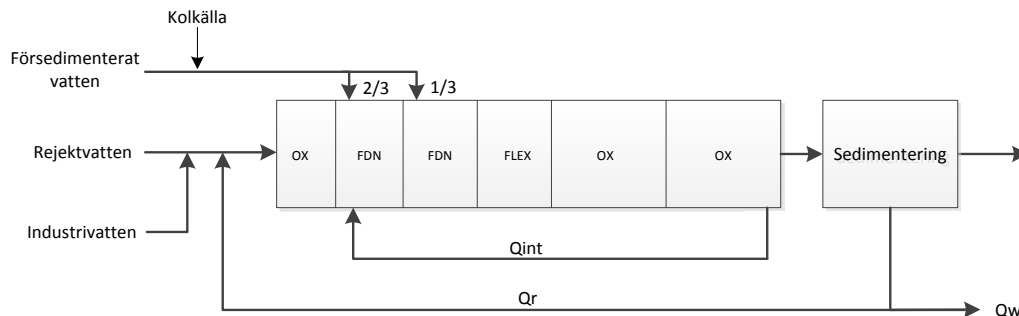 Kolkälla
Försedimenterat
vatten
2/3
1/3
Rejektvatten
OX
FDN
FDN
FLEX
OX
OX
Sedimentering
Industrivatten
Qint
Qr
Qw